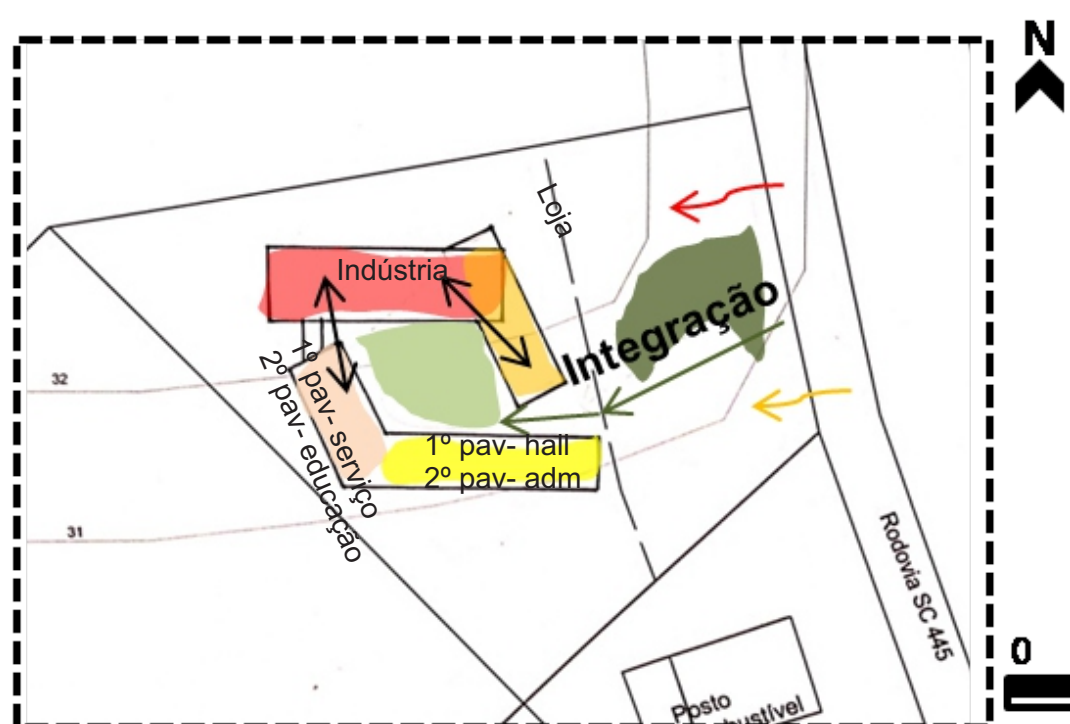 N
Loja
Indústria
Integração
32
1º pav- serviço
2º pav- educação
1º pav- hall
2º pav- adm
31
Rodovia SC 445
0
Posto
bustível